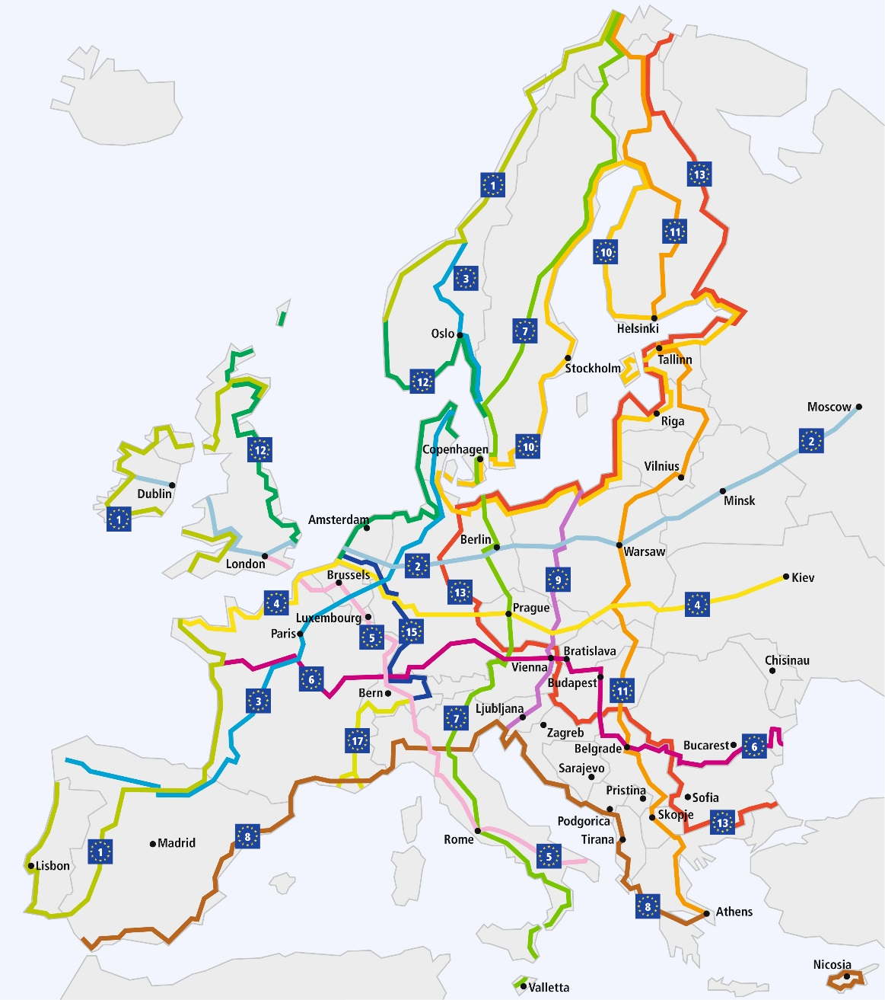 1
13
11
10
3
7
Oslo
Helsinki
Tallinn
Stockholm
12
Moscow
Riga
2
12
Copenhagen
10
Vilnius
Dublin
Minsk
1
Amsterdam
Berlin
Warsaw
London
2
Brussels
9
Kiev
13
4
4
Prague
Luxembourg
Paris
5
15
Bratislava
Vienna
Chisinau
6
Budapest
Bern
11
3
Ljubljana
7
Zagreb
17
Belgrade
Bucarest
6
Sarajevo
Pristina
Sofia
Skopje
Podgorica
13
8
Rome
Tirana
Madrid
1
5
Lisbon
8
Athens
Nicosia
Valletta